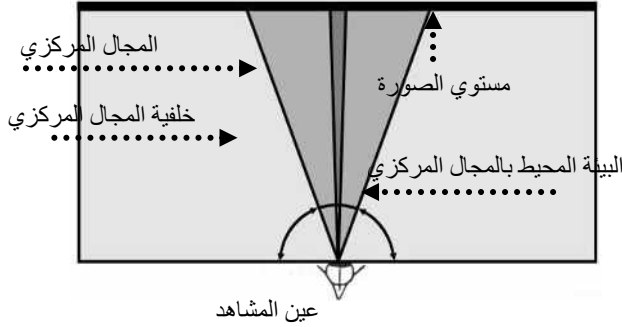 المجال المركزي
مستوي الصورة
خلفية المجال المركزي
البيئة المحيط بالمجال المركزي
عين المشاهد